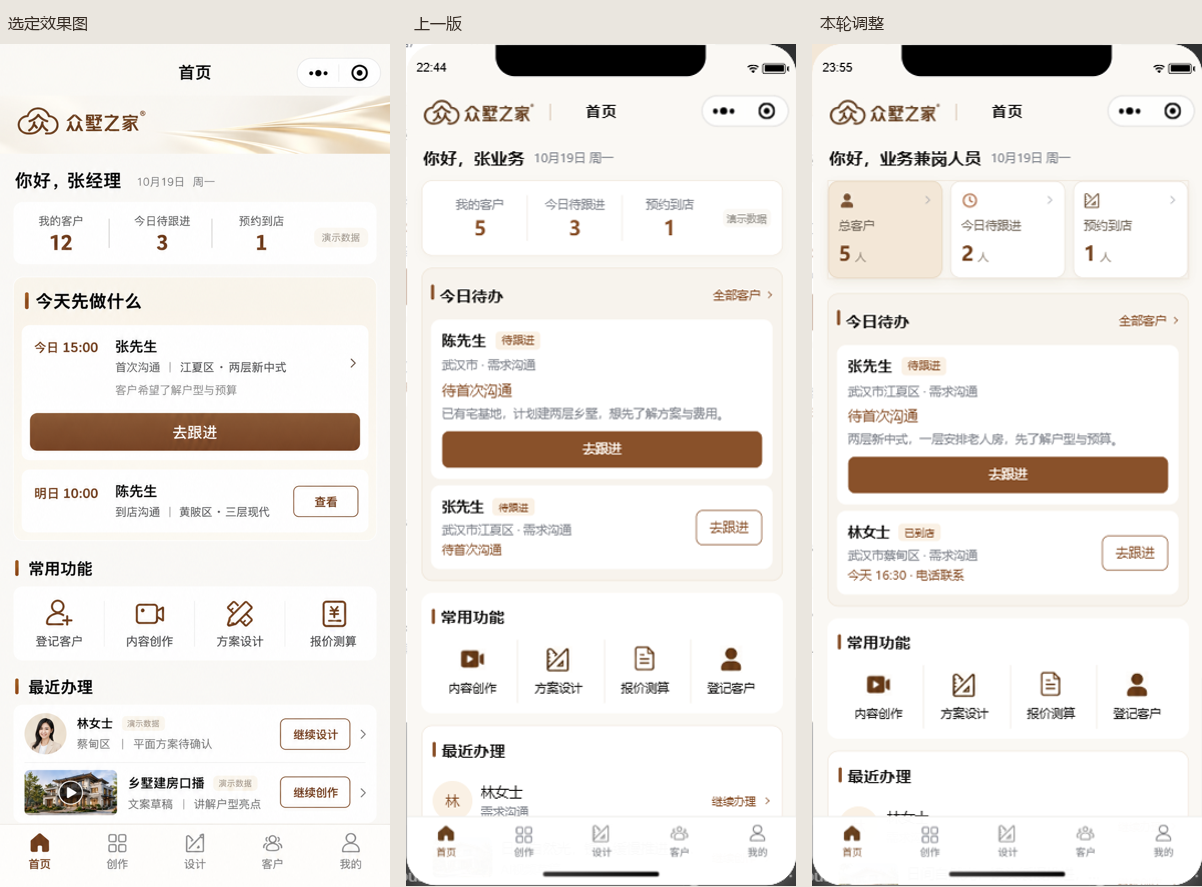 选定效果图
首页
众墅之家®
你好，张经理 10月19日 周一
我的客户 今日待跟进 预约到店
12 3 1 演示数据
今天先做什么
今日 15:00 张先生
首次沟通 | 江夏区·两层新中式
客户希望了解户型与预算
去跟进
明日 10:00 陈先生
到店沟通 | 黄陂区·三层现代
查看
常用功能
登记客户 内容创作 方案设计 报价测算
最近办理
林女士 演示数据
蔡甸区 | 平面方案待确认
继续设计
乡墅建房口播 演示数据
文案草稿 | 讲解户型亮点
继续创作
首页 创作 设计 客户 我的
上一版
22:44
众墅之家 | 首页
你好，张业务 10月19日 周一
我的客户 今日待跟进 预约到店
5 3 1 演示数据
今日待办 全部客户
陈先生 待跟进
武汉市·需求沟通
待首次沟通
已有宅基地，计划建两层乡墅，想先了解方案与费用。
去跟进
张先生 待跟进
武汉市江夏区·需求沟通
待首次沟通
去跟进
常用功能
内容创作 方案设计 报价测算 登记客户
最近办理
林 林女士
需求沟通
继续办理
首页 创作 设计 客户 我的
本轮调整
23:55
众墅之家 | 首页
你好，业务兼岗人员 10月19日 周一
总客户 今日待跟进 预约到店
5 人 2 人 1 人
今日待办 全部客户
张先生 待跟进
武汉市江夏区·需求沟通
待首次沟通
两层新中式，一层安排老人房，先了解户型与预算。
去跟进
林女士 已到店
武汉市蔡甸区·需求沟通
今天 16:30·电话联系
去跟进
常用功能
内容创作 方案设计 报价测算 登记客户
最近办理
首页 创作 设计 客户 我的